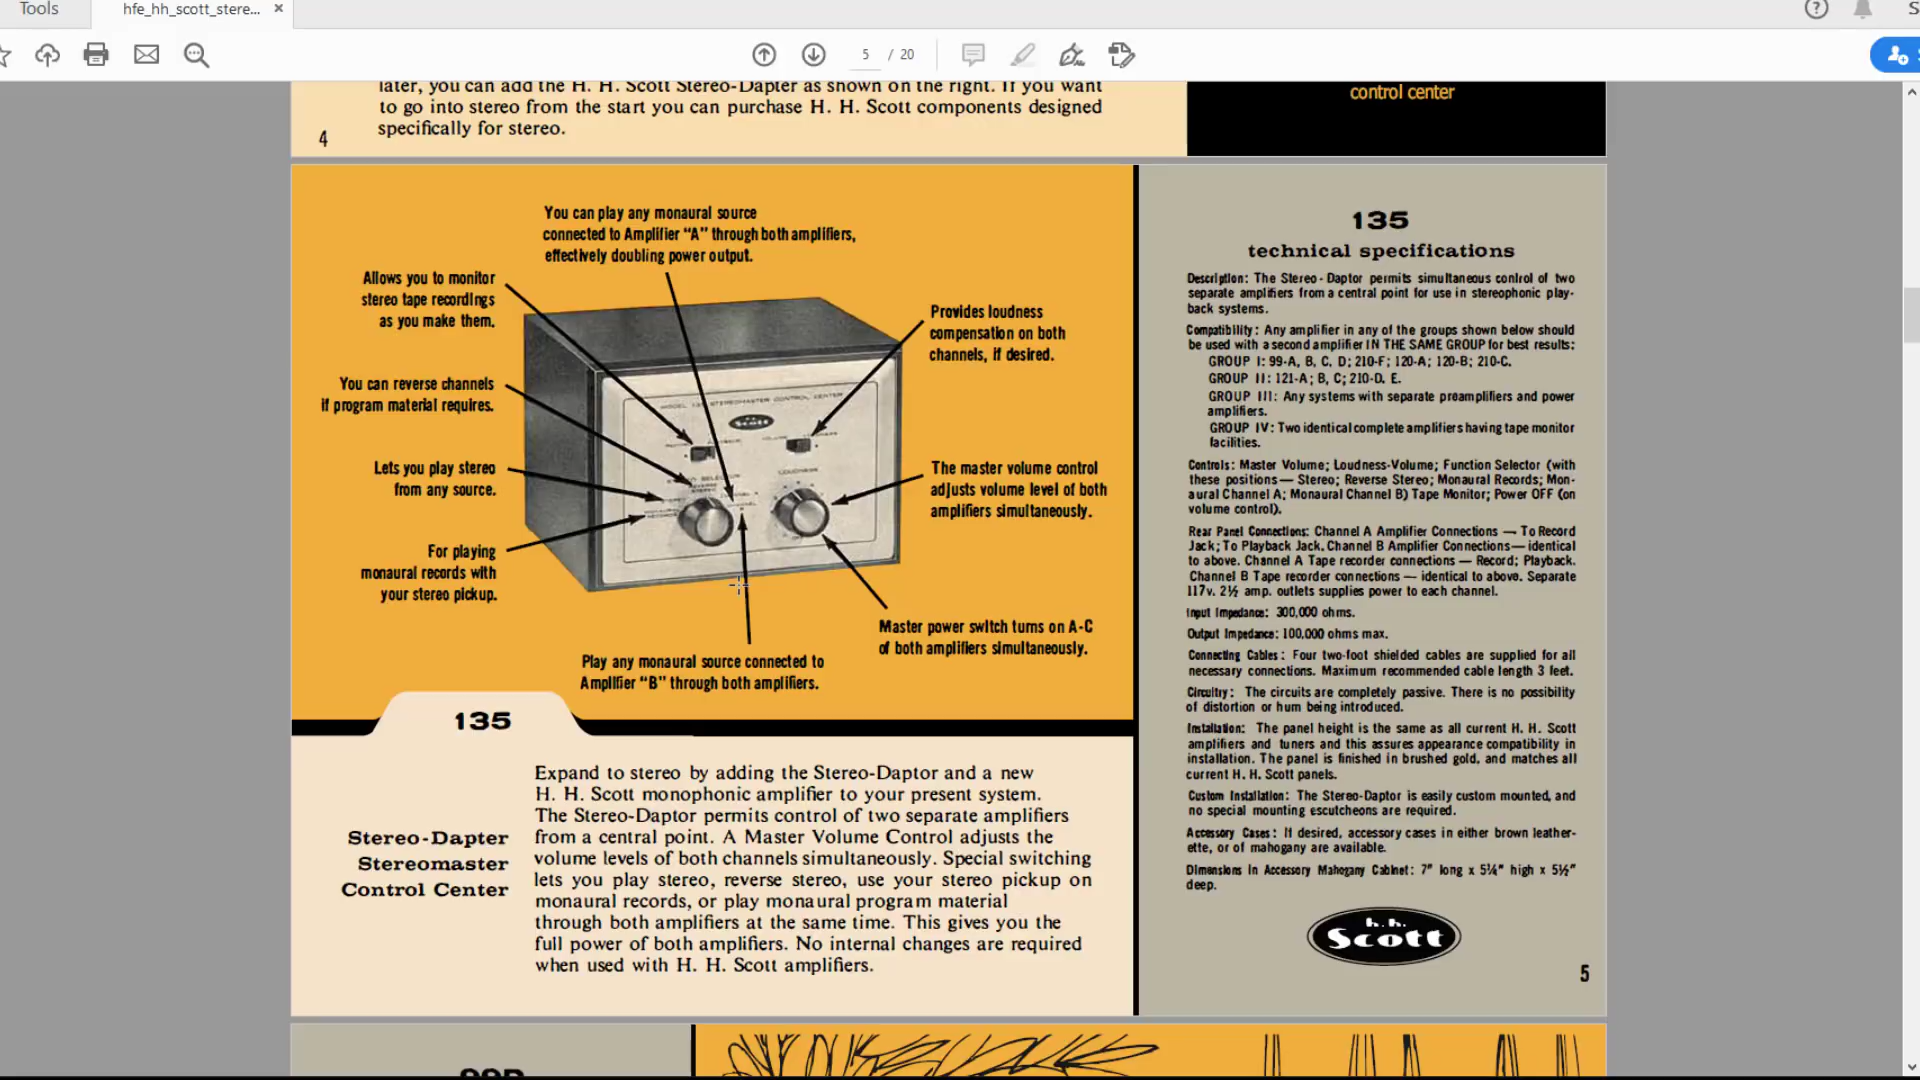 Tools
hfe_hh_scott_stere... ×
5 / 20
later, you can add the H. H. Scott Stereo-Dapter as shown on the right. If you want
to go into stereo from the start you can purchase H. H. Scott components designed
specifically for stereo.
4
control center
You can play any monaural source
connected to Amplifier “A” through both amplifiers,
effectively doubling power output.
Allows you to monitor
stereo tape recordings
as you make them.
Provides loudness
compensation on both
channels, if desired.
You can reverse channels
if program material requires.
Lets you play stereo
from any source.
The master volume control
adjusts volume level of both
amplifiers simultaneously.
For playing
monaural records with
your stereo pickup.
Master power switch turns on A-C
of both amplifiers simultaneously.
Play any monaural source connected to
Amplifier “B” through both amplifiers.
STEREOMASTER CONTROL CENTER
Scott
LOUDNESS
135
Stereo-Dapter
Stereomaster
Control Center
Expand to stereo by adding the Stereo-Daptor and a new
H. H. Scott monophonic amplifier to your present system.
The Stereo-Daptor permits control of two separate amplifiers
from a central point. A Master Volume Control adjusts the
volume levels of both channels simultaneously. Special switching
lets you play stereo, reverse stereo, use your stereo pickup on
monaural records, or play monaural program material
through both amplifiers at the same time. This gives you the
full power of both amplifiers. No internal changes are required
when used with H. H. Scott amplifiers.
135
technical specifications
Description: The Stereo-Daptor permits simultaneous control of two
separate amplifiers from a central point for use in stereophonic play-
back systems.
Compatibility: Any amplifier in any of the groups shown below should
be used with a second amplifier IN THE SAME GROUP for best results:
GROUP I: 99-A, B, C, D; 210-F; 120-A; 120-B; 210-C.
GROUP II: 121-A; B, C; 210-D. E.
GROUP III: Any systems with separate preamplifiers and power
amplifiers.
GROUP IV: Two identical complete amplifiers having tape monitor
facilities.
Controls: Master Volume; Loudness-Volume; Function Selector (with
these positions — Stereo; Reverse Stereo; Monaural Records; Mon-
aural Channel A; Monaural Channel B) Tape Monitor; Power OFF (on
volume control).
Rear Panel Connections: Channel A Amplifier Connections — To Record
Jack; To Playback Jack. Channel B Amplifier Connections— identical
to above. Channel A Tape recorder connections — Record; Playback.
Channel B Tape recorder connections — identical to above. Separate
117v. 2½ amp. outlets supplies power to each channel.
Input Impedance: 300,000 ohms.
Output Impedance: 100,000 ohms max.
Connecting Cables: Four two-foot shielded cables are supplied for all
necessary connections. Maximum recommended cable length 3 feet.
Circuitry: The circuits are completely passive. There is no possibility
of distortion or hum being introduced.
Installation: The panel height is the same as all current H. H. Scott
amplifiers and tuners and this assures appearance compatibility in
installation. The panel is finished in brushed gold, and matches all
current H. H. Scott panels.
Custom Installation: The Stereo-Daptor is easily custom mounted, and
no special mounting escutcheons are required.
Accessory Cases: If desired, accessory cases in either brown leather-
ette, or of mahogany are available.
Dimensions In Accessory Mahogany Cabinet: 7” long x 5¼” high x 5½”
deep.
h.h.
Scott
5